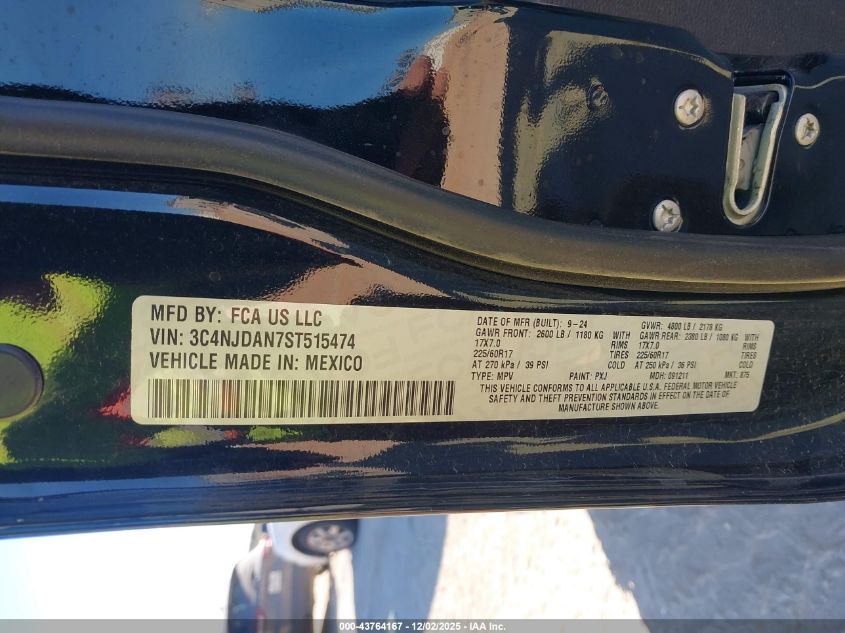 MFD BY: FCA US LLC
VIN: 3C4NJDAN7ST515474
VEHICLE MADE IN: MEXICO
DATE OF MFR (BUILT): 9-24 GVWR: 4800 LB / 2178 KG
GAWR FRONT: 2600 LB / 1180 KG WITH GAWR REAR: 2380 LB / 1080 KG WITH
17X7.0 RIMS 17X7.0 RIMS
225/60R17 TIRES 225/60R17 TIRES
AT 270 kPa / 39 PSI COLD AT 250 kPa / 36 PSI COLD
TYPE: MPV PAINT: PXJ MDH: 091217 MKT: 875
THIS VEHICLE CONFORMS TO ALL APPLICABLE U.S.A. FEDERAL MOTOR VEHICLE
SAFETY AND THEFT PREVENTION STANDARDS IN EFFECT ON THE DATE OF
MANUFACTURE SHOWN ABOVE.
000-43764167 - 12/02/2025 - IAA Inc.